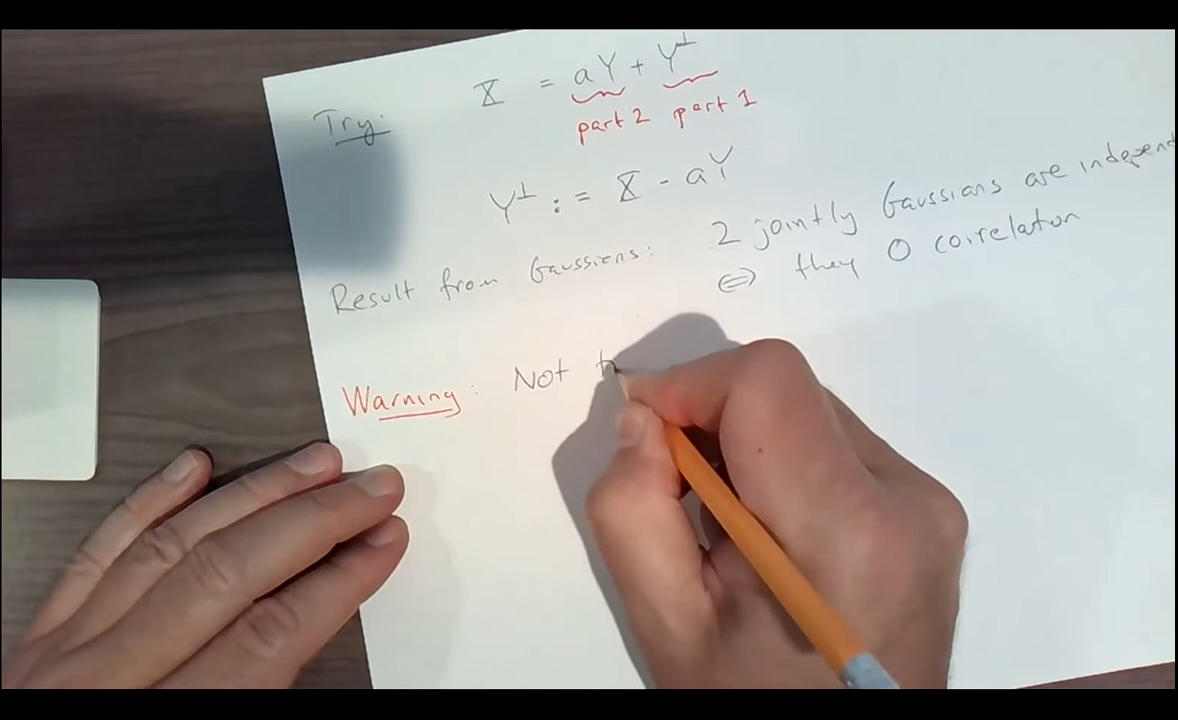 Try: X = aY + Y⊥
part 2 part 1
Y⊥ := X - aY
Result from Gaussians: 2 jointly Gaussians are independ
⇔ they 0 correlation
Warning: Not